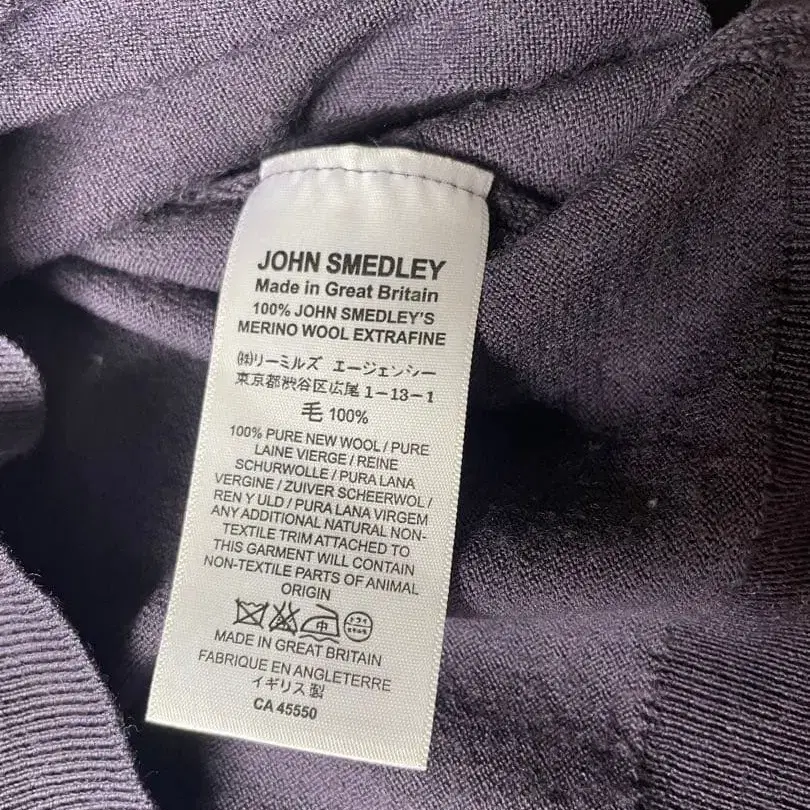 JOHN SMEDLEY
Made in Great Britain
100% JOHN SMEDLEY'S
MERINO WOOL EXTRAFINE
㈱リーミルズ エージェンシー
東京都渋谷区広尾 1-13-1
毛 100%
100% PURE NEW WOOL / PURE
LAINE VIERGE / REINE
SCHURWOLLE / PURA LANA
VERGINE / ZUIVER SCHEERWOL /
REN Y ULD / PURA LANA VIRGEM
ANY ADDITIONAL NATURAL NON-
TEXTILE TRIM ATTACHED TO
THIS GARMENT WILL CONTAIN
NON-TEXTILE PARTS OF ANIMAL
ORIGIN
中 ドライ
MADE IN GREAT BRITAIN
FABRIQUE EN ANGLETERRE
イギリス製
CA 45550